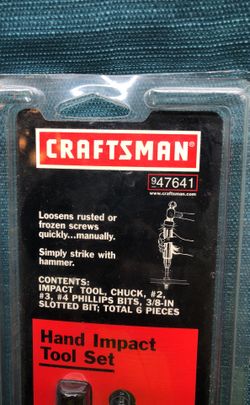 CRAFTSMAN
947641
www.craftsman.com
Loosens rusted or
frozen screws
quickly...manually.
Simply strike with
hammer.
CONTENTS:
IMPACT TOOL, CHUCK, #2,
#3, #4 PHILLIPS BITS, 3/8-IN
SLOTTED BIT; TOTAL 6 PIECES
Hand Impact
Tool Set